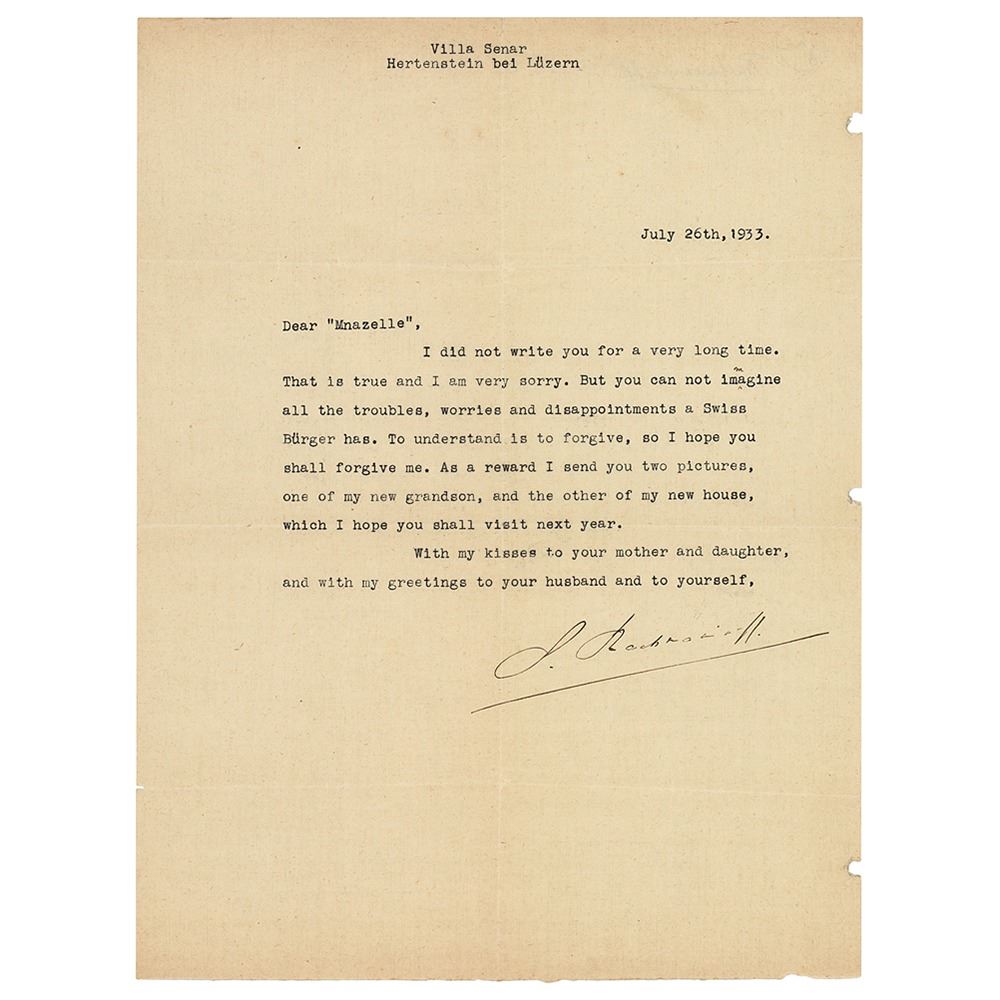 Villa Senar
Hertenstein bei Lüzern
July 26th, 1933.
Dear "Mnazelle",
I did not write you for a very long time.
That is true and I am very sorry. But you can not imagine
all the troubles, worries and disappointments a Swiss
Bürger has. To understand is to forgive, so I hope you
shall forgive me. As a reward I send you two pictures,
one of my new grandson, and the other of my new house,
which I hope you shall visit next year.
With my kisses to your mother and daughter,
and with my greetings to your husband and to yourself,
S. Rachmaninoff.